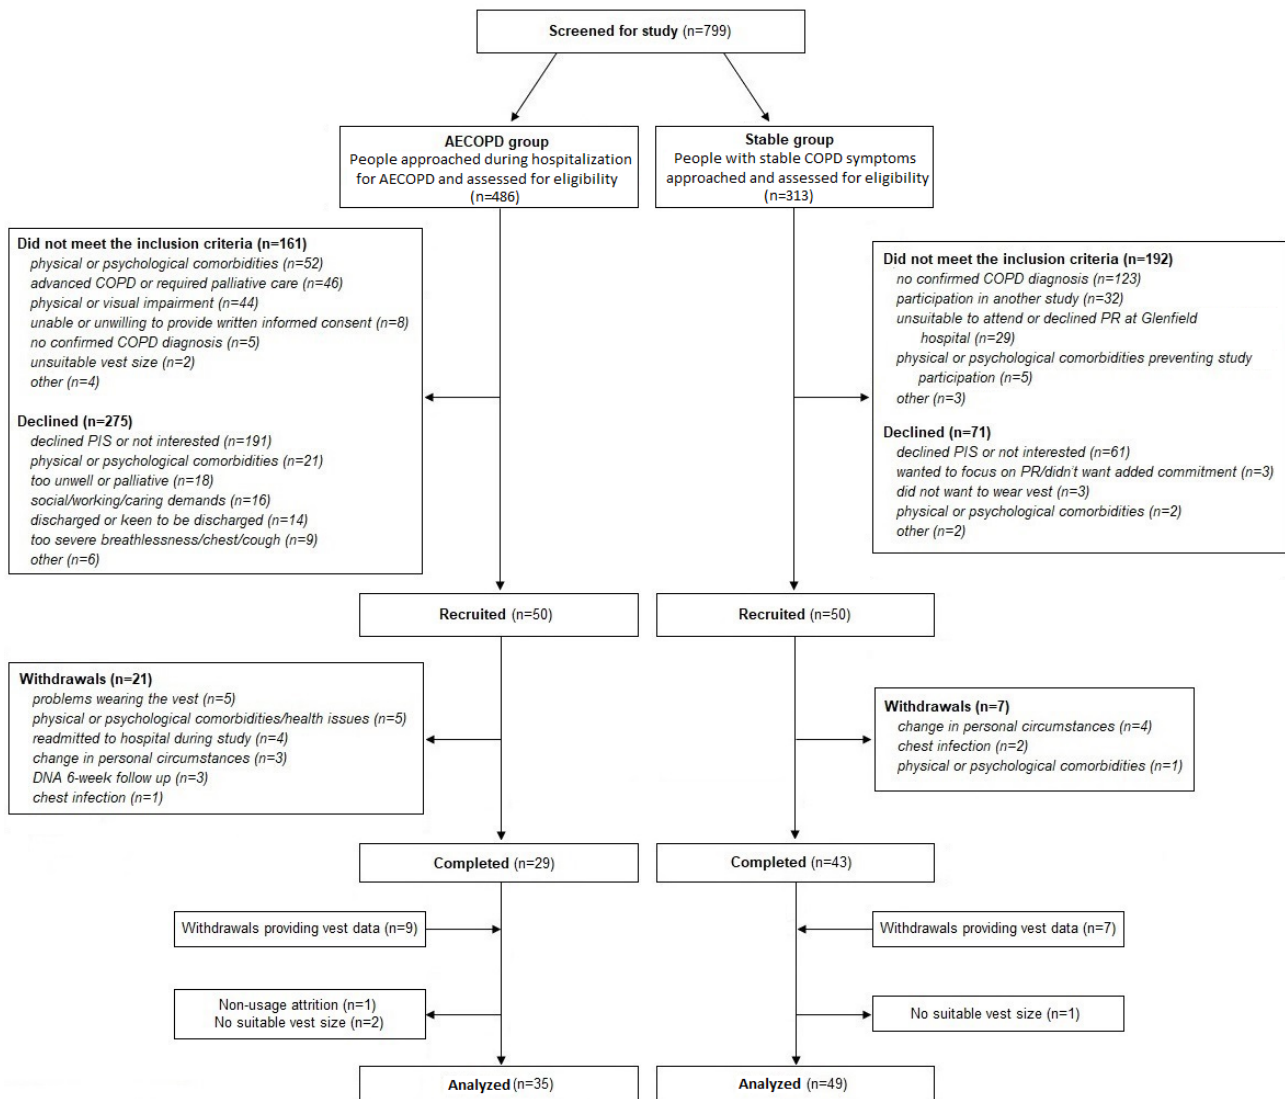 Screened for study (n=799)
AECOPD group
People approached during hospitalization
for AECOPD and assessed for eligibility
(n=486)
Stable group
People with stable COPD symptoms
approached and assessed for eligibility
(n=313)
Did not meet the inclusion criteria (n=161)
physical or psychological comorbidities (n=52)
advanced COPD or required palliative care (n=46)
physical or visual impairment (n=44)
unable or unwilling to provide written informed consent (n=8)
no confirmed COPD diagnosis (n=5)
unsuitable vest size (n=2)
other (n=4)
Declined (n=275)
declined PIS or not interested (n=191)
physical or psychological comorbidities (n=21)
too unwell or palliative (n=18)
social/working/caring demands (n=16)
discharged or keen to be discharged (n=14)
too severe breathlessness/chest/cough (n=9)
other (n=6)
Did not meet the inclusion criteria (n=192)
no confirmed COPD diagnosis (n=123)
participation in another study (n=32)
unsuitable to attend or declined PR at Glenfield
hospital (n=29)
physical or psychological comorbidities preventing study
participation (n=5)
other (n=3)
Declined (n=71)
declined PIS or not interested (n=61)
wanted to focus on PR/didn't want added commitment (n=3)
did not want to wear vest (n=3)
physical or psychological comorbidities (n=2)
other (n=2)
Recruited (n=50)
Recruited (n=50)
Withdrawals (n=21)
problems wearing the vest (n=5)
physical or psychological comorbidities/health issues (n=5)
readmitted to hospital during study (n=4)
change in personal circumstances (n=3)
DNA 6-week follow up (n=3)
chest infection (n=1)
Withdrawals (n=7)
change in personal circumstances (n=4)
chest infection (n=2)
physical or psychological comorbidities (n=1)
Completed (n=29)
Completed (n=43)
Withdrawals providing vest data (n=9)
Withdrawals providing vest data (n=7)
Non-usage attrition (n=1)
No suitable vest size (n=2)
No suitable vest size (n=1)
Analyzed (n=35)
Analyzed (n=49)